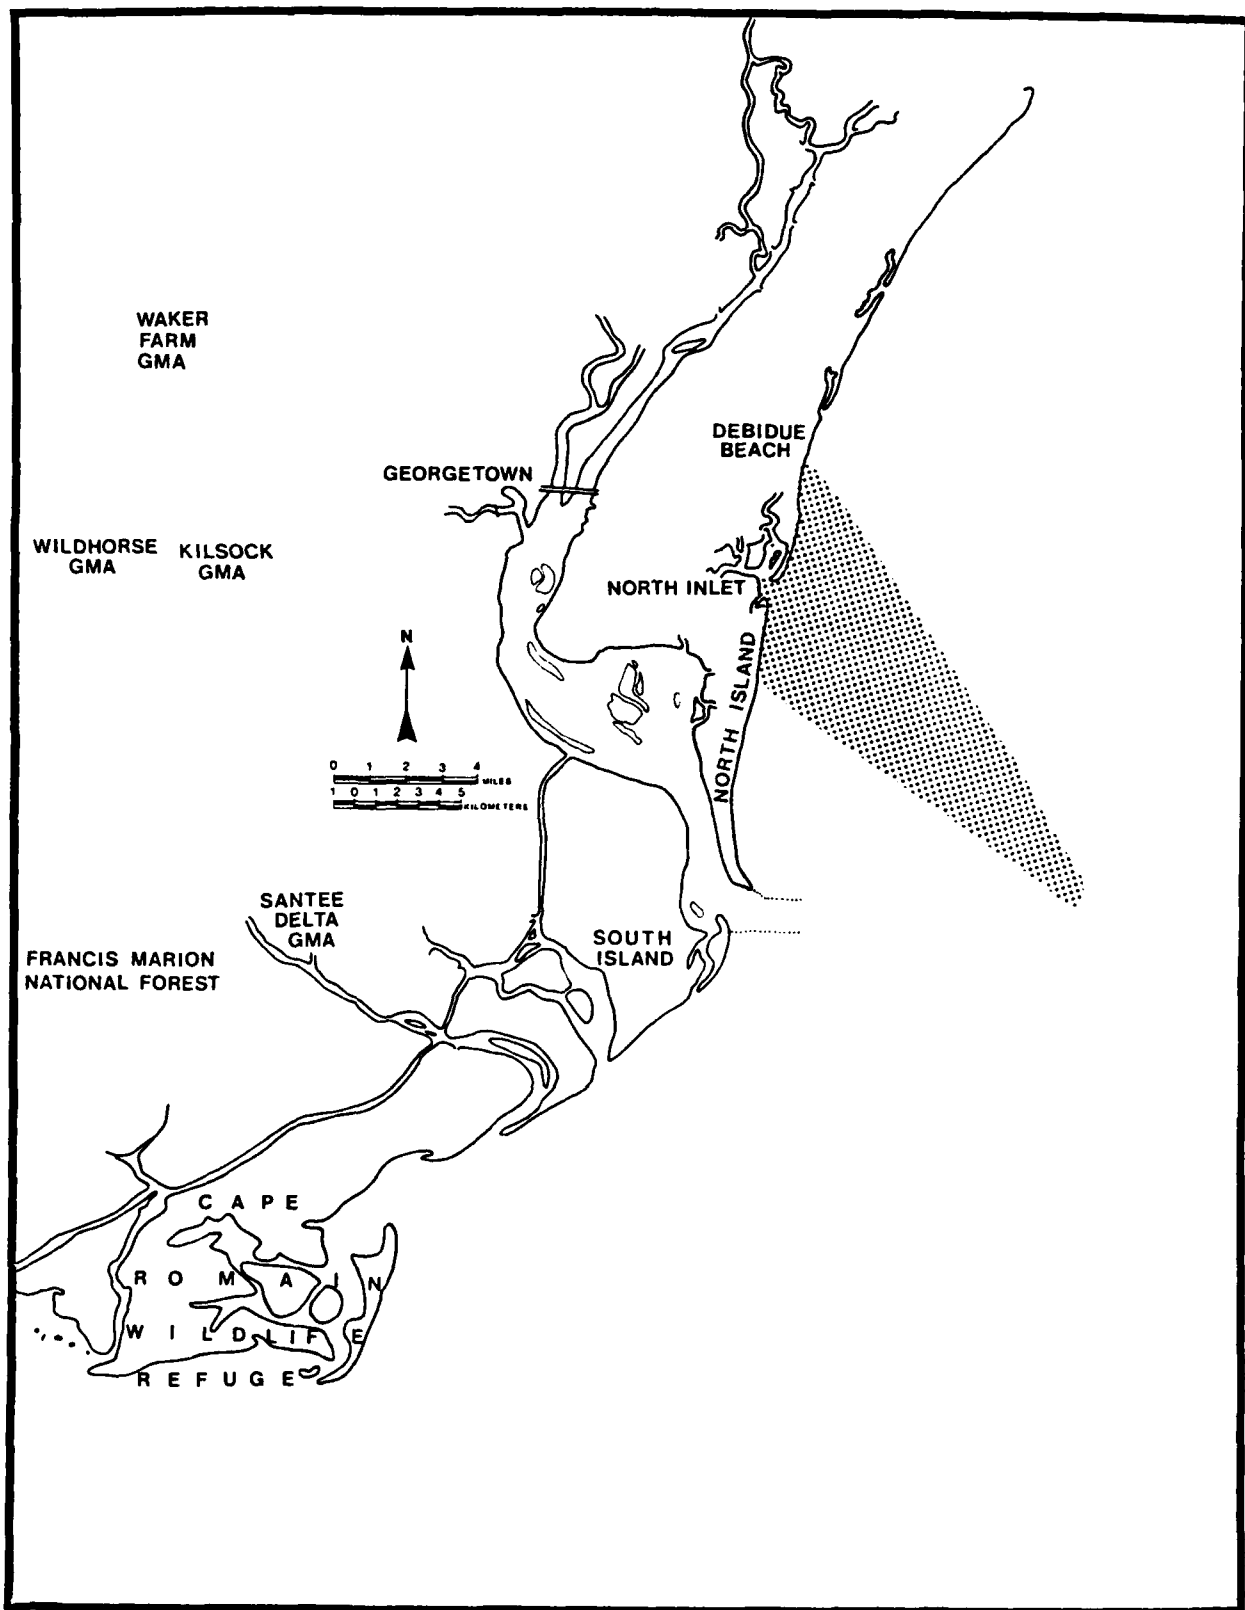 WAKER
FARM
GMA
DEBIDUE
BEACH
GEORGETOWN
WILDHORSE
GMA
KILSOCK
GMA
NORTH INLET
N
NORTH ISLAND
0 1 2 3 4
MILES
1 0 1 2 3 4 5
KILOMETERS
SANTEE
DELTA
GMA
SOUTH
ISLAND
FRANCIS MARION
NATIONAL FOREST
CAPE
ROMAIN
WILDLIFE
REFUGE